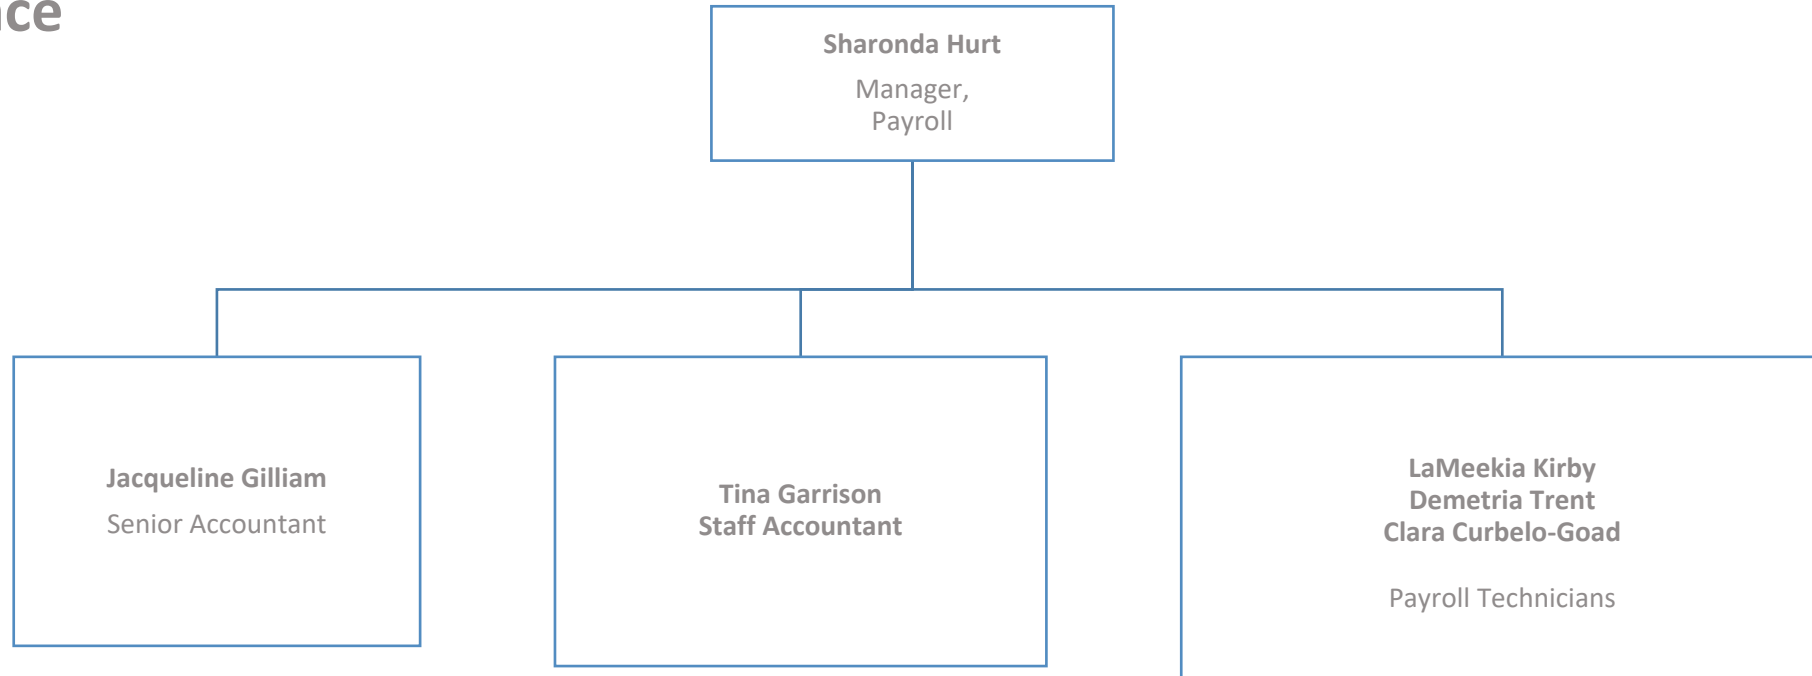 Sharonda Hurt
Manager,
Payroll
Jacqueline Gilliam
Senior Accountant
Tina Garrison
Staff Accountant
LaMeekia Kirby
Demetria Trent
Clara Curbelo-Goad
Payroll Technicians